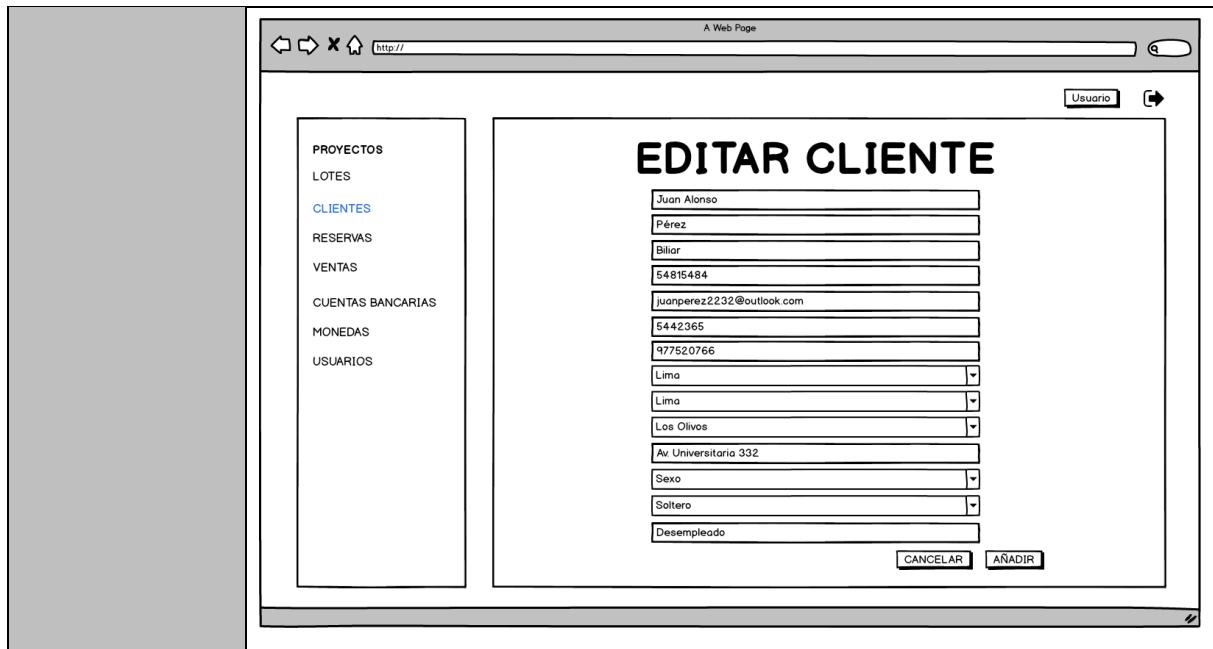 A Web Page
http://
Usuario
PROYECTOS
LOTES
CLIENTES
RESERVAS
VENTAS
CUENTAS BANCARIAS
MONEDAS
USUARIOS
EDITAR CLIENTE
Juan Alonso
Pérez
Biliar
54815484
juanperez2232@outlook.com
5442365
977520766
Lima
Lima
Los Olivos
Av. Universitaria 332
Sexo
Soltero
Desempleado
CANCELAR AÑADIR